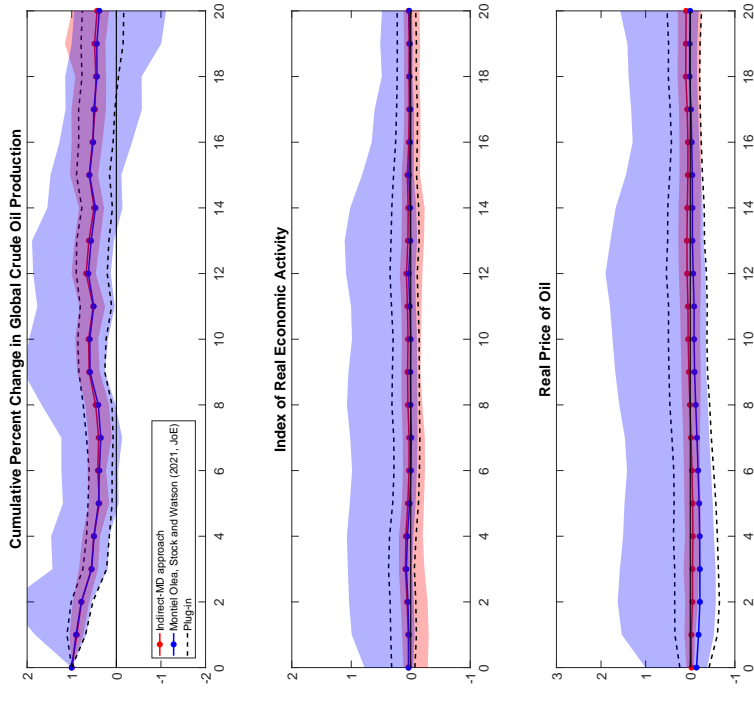 Cumulative Percent Change in Global Crude Oil Production
2
1
0
-1
-2
Indirect-MD approach
Montiel Olea, Stock and Watson (2021, JoE)
Plug-in
0 2 4 6 8 10 12 14 16 18 20
Index of Real Economic Activity
2
1
0
-1
0 2 4 6 8 10 12 14 16 18 20
Real Price of Oil
3
2
1
0
-1
0 2 4 6 8 10 12 14 16 18 20